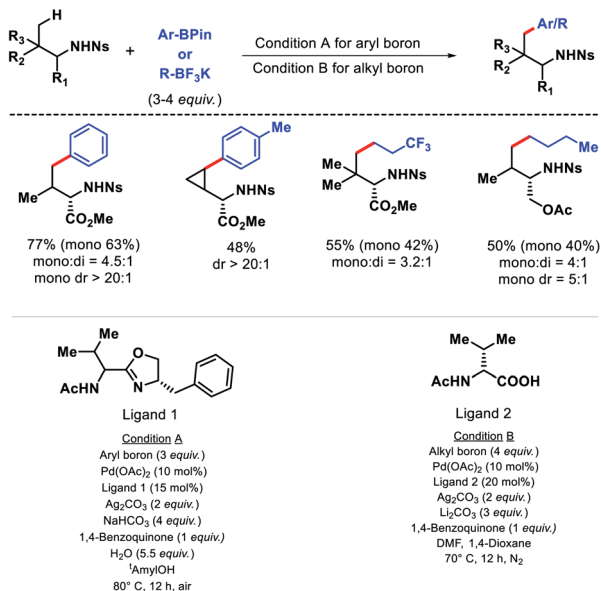 H
R3
R2
NHNs
R1
+
Ar-BPin
or
R-BF3K
(3-4 equiv.)
Condition A for aryl boron
Condition B for alkyl boron
Ar/R
R3
R2
NHNs
R1
Me
NHNs
CO2Me
77% (mono 63%)
mono:di = 4.5:1
mono dr > 20:1
Me
NHNs
CO2Me
48%
dr > 20:1
CF3
Me
Me
NHNs
CO2Me
55% (mono 42%)
mono:di = 3.2:1
Me
NHNs
Me
OAc
50% (mono 40%)
mono:di = 4:1
mono dr = 5:1
Me
Me
O
N
AcHN
Ligand 1
Condition A
Aryl boron (3 equiv.)
Pd(OAc)2 (10 mol%)
Ligand 1 (15 mol%)
Ag2CO3 (2 equiv.)
NaHCO3 (4 equiv.)
1,4-Benzoquinone (1 equiv.)
H2O (5.5 equiv.)
tAmylOH
80° C, 12 h, air
Me
Me
AcHN
COOH
Ligand 2
Condition B
Alkyl boron (4 equiv.)
Pd(OAc)2 (10 mol%)
Ligand 2 (20 mol%)
Ag2CO3 (2 equiv.)
Li2CO3 (3 equiv.)
1,4-Benzoquinone (1 equiv.)
DMF, 1,4-Dioxane
70° C, 12 h, N2